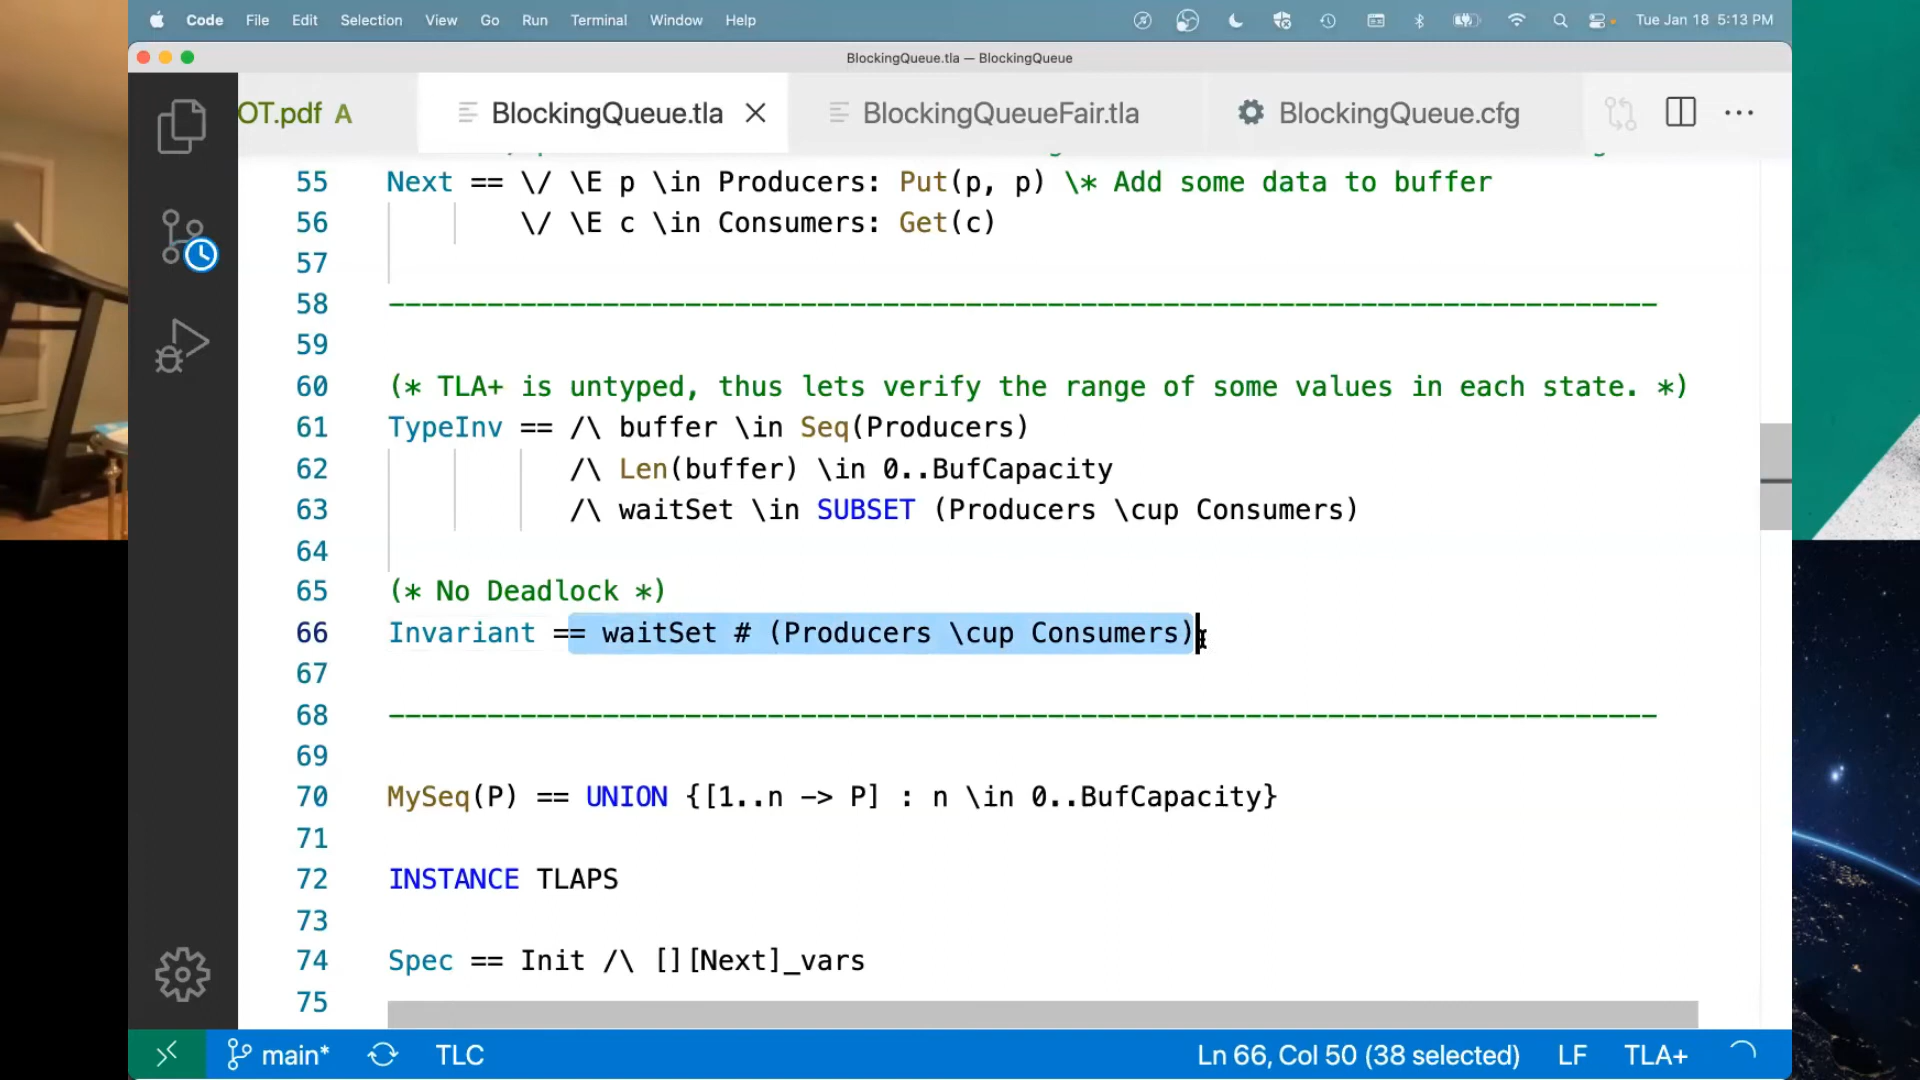 Code File Edit Selection View Go Run Terminal Window Help Tue Jan 18 5:13 PM
BlockingQueue.tla — BlockingQueue
OT.pdf A BlockingQueue.tla BlockingQueueFair.tla BlockingQueue.cfg
55 Next == \/ \E p \in Producers: Put(p, p) \* Add some data to buffer
56 \/ \E c \in Consumers: Get(c)
57
58 -----------------------------------------------------------------------------
59
60 (* TLA+ is untyped, thus lets verify the range of some values in each state. *)
61 TypeInv == /\ buffer \in Seq(Producers)
62 /\ Len(buffer) \in 0..BufCapacity
63 /\ waitSet \in SUBSET (Producers \cup Consumers)
64
65 (* No Deadlock *)
66 Invariant == waitSet # (Producers \cup Consumers)
67
68 -----------------------------------------------------------------------------
69
70 MySeq(P) == UNION {[1..n -> P] : n \in 0..BufCapacity}
71
72 INSTANCE TLAPS
73
74 Spec == Init /\ [][Next]_vars
75
main* TLC Ln 66, Col 50 (38 selected) LF TLA+